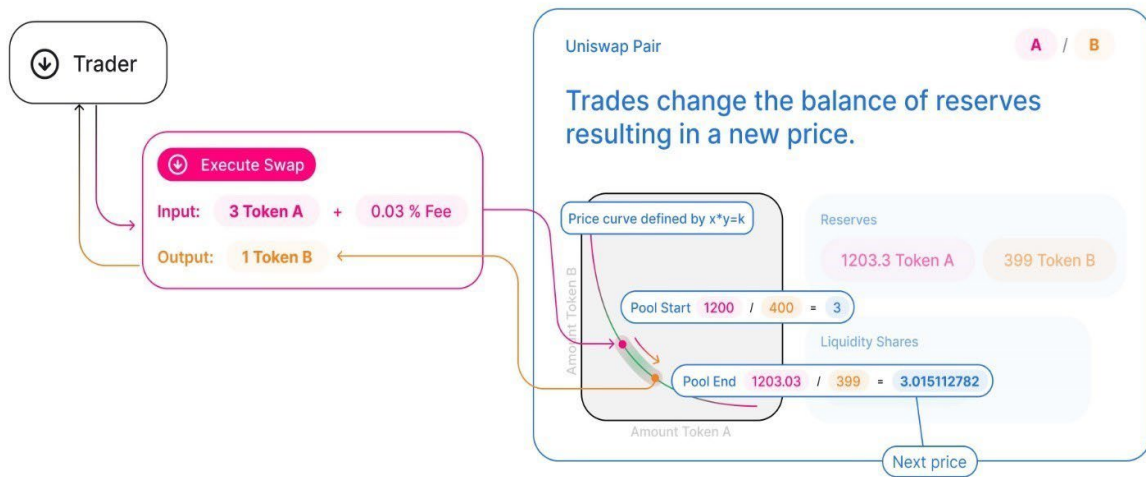 Trader
Execute Swap
Input: 3 Token A + 0.03 % Fee
Output: 1 Token B
Uniswap Pair
A / B
Trades change the balance of reserves
resulting in a new price.
Price curve defined by x*y=k
Amount Token B
Pool Start 1200 / 400 = 3
Pool End 1203.03 / 399 = 3.015112782
Amount Token A
Reserves
1203.3 Token A 399 Token B
Liquidity Shares
Next price